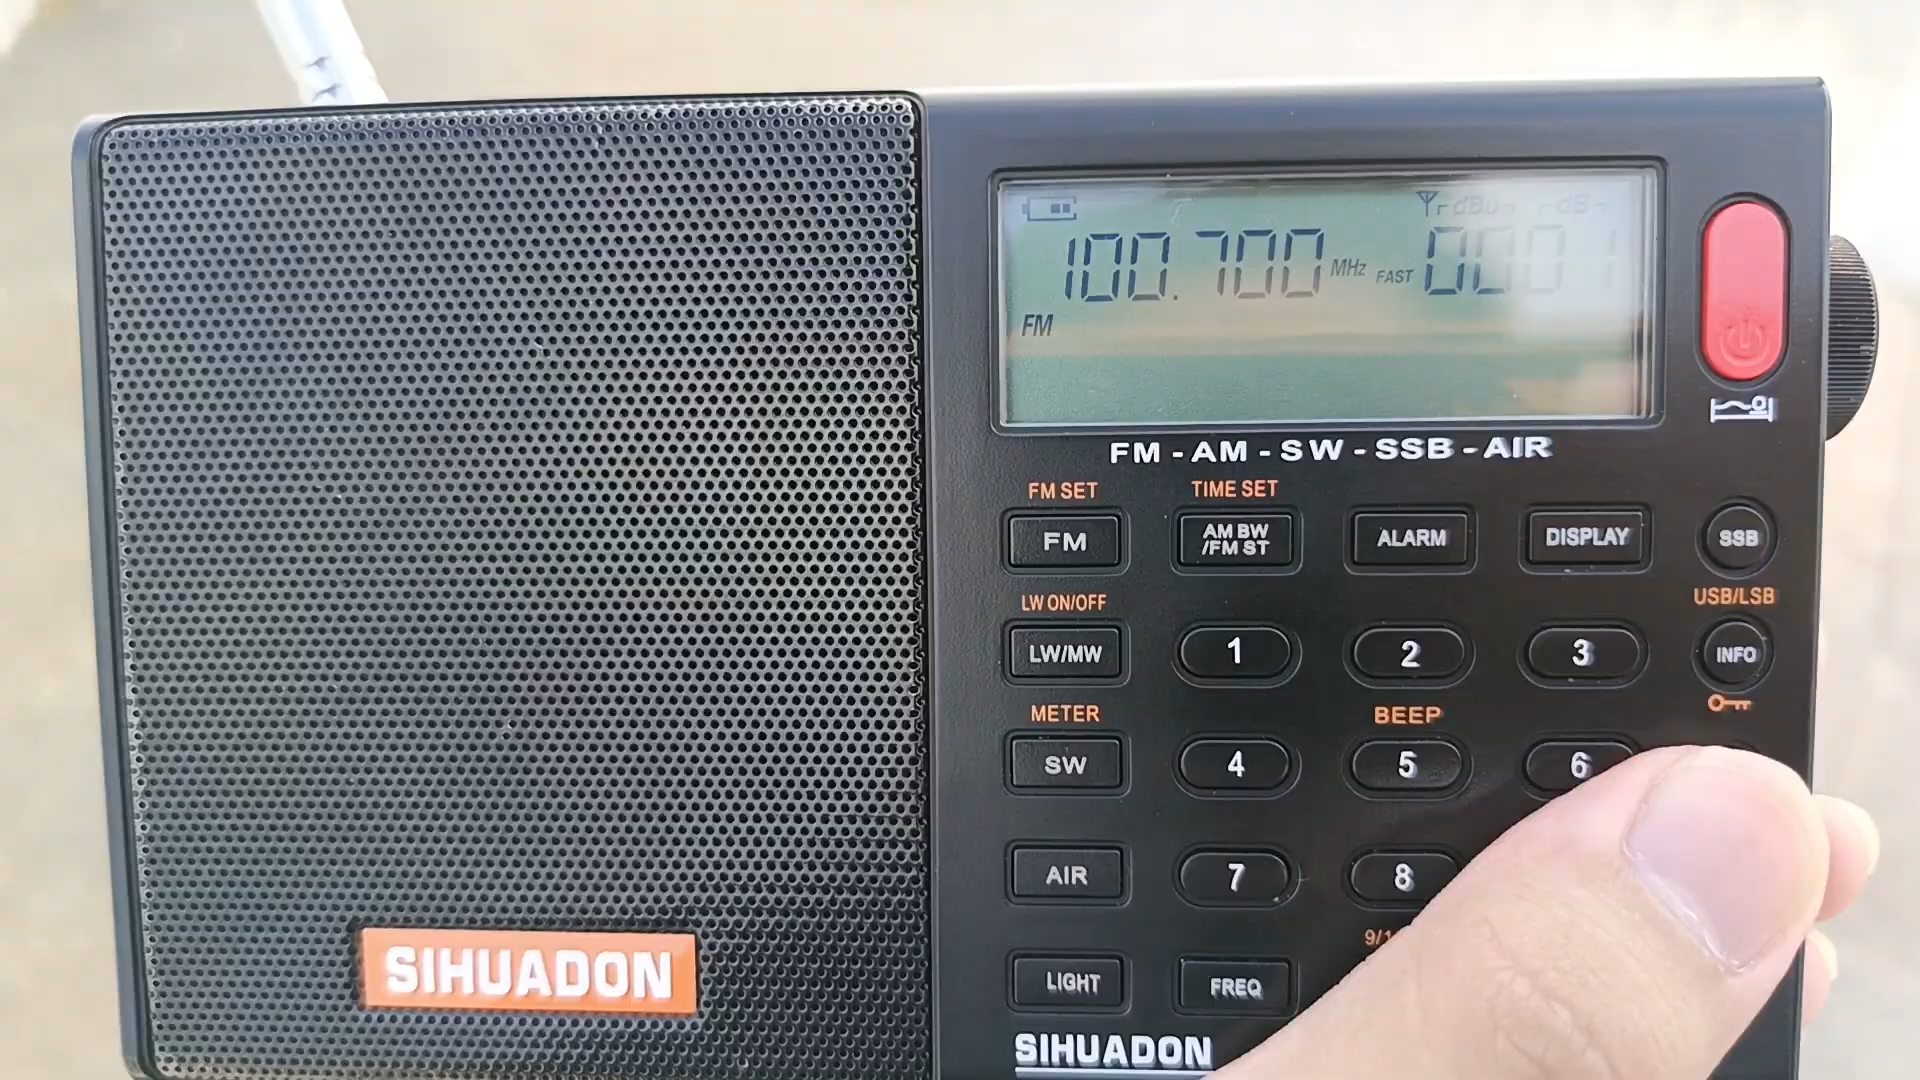 dBu dB
100.700 MHz FAST 0001
FM
FM - AM - SW - SSB - AIR
FM SET TIME SET
FM AM BW /FM ST ALARM DISPLAY SSB
LW ON/OFF USB/LSB
LW/MW 1 2 3 INFO
METER BEEP
SW 4 5 6
AIR 7 8
LIGHT FREQ
SIHUADON
SIHUADON